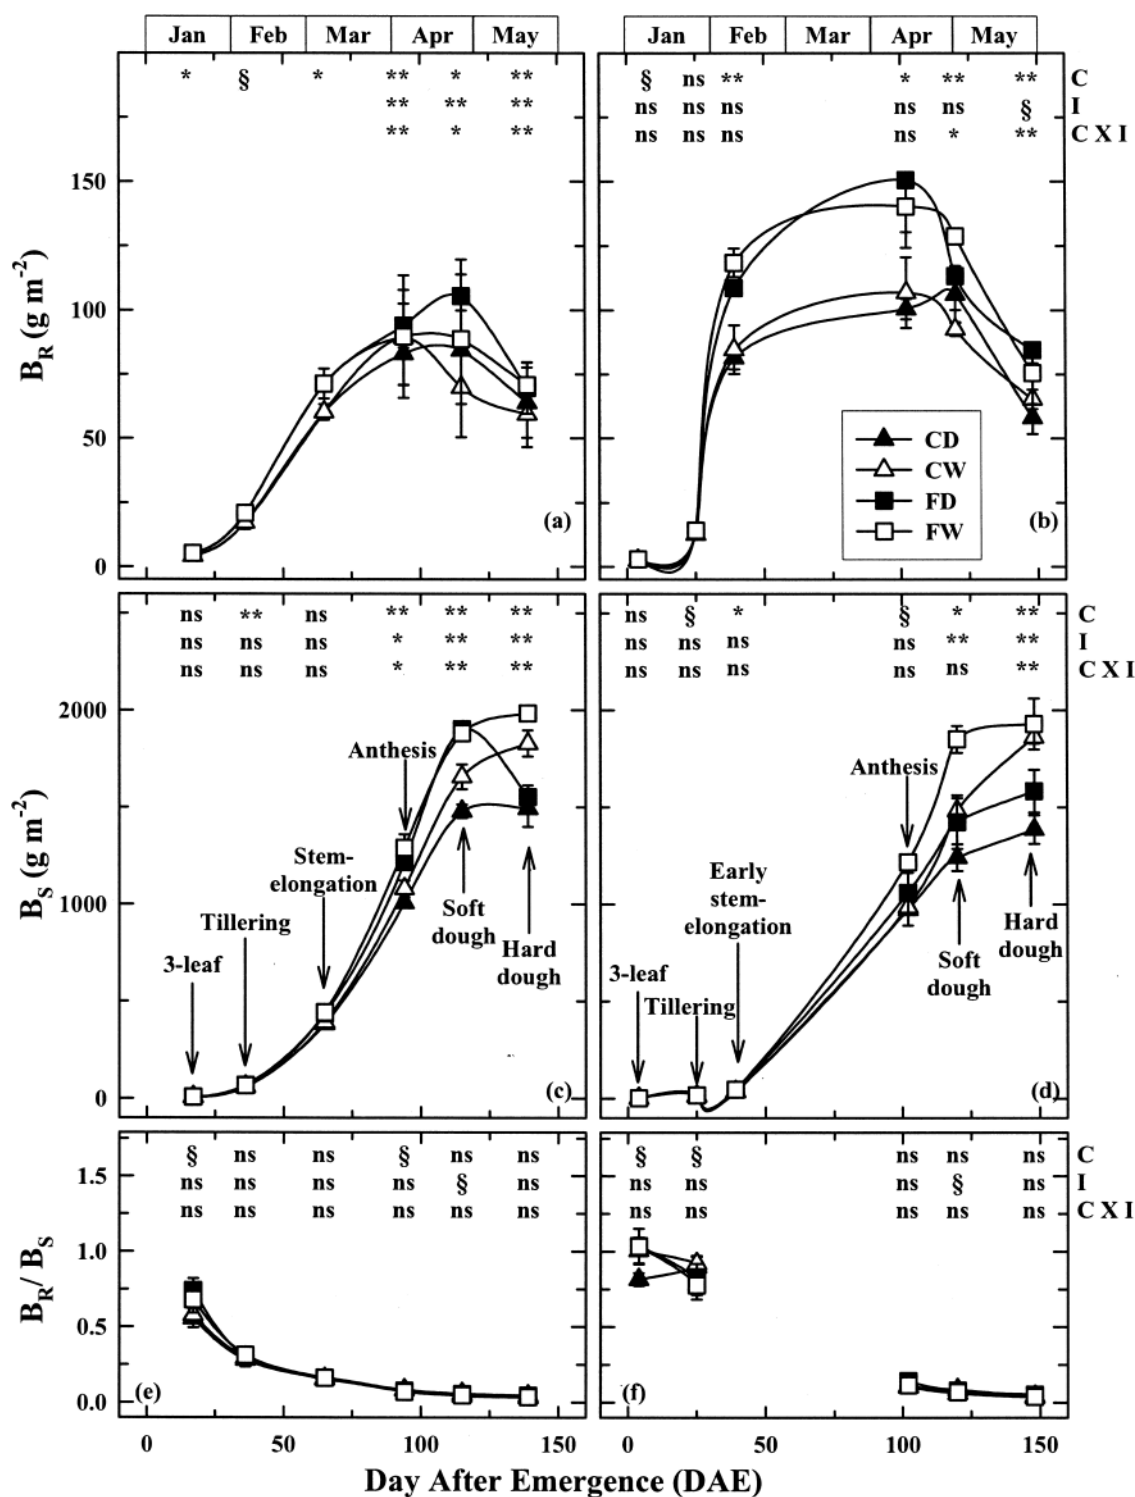 Jan Feb Mar Apr May Jan Feb Mar Apr May
* § * ** * ** § ns ** * ** ** C
** ** ** ns ns ns ns ns § I
** * ** ns ns ns ns * ** C X I
150
100
50
0
B_R (g m^-2)
CD
CW
FD
FW
(a) (b)
ns ** ns ** ** ** ns § * § * ** C
ns ns ns * ** ** ns ns ns ns ** ** I
ns ns ns * ** ** ns ns ns ns ns ** C X I
2000
1000
0
B_S (g m^-2)
Anthesis
Stem-
elongation
Tillering
3-leaf
Soft
dough
Hard
dough
(c)
Anthesis
Early
stem-
elongation
3-leaf
Tillering
Soft
dough
Hard
dough
(d)
§ ns ns § ns ns § § ns ns ns C
ns ns ns ns § ns ns ns ns § ns I
ns ns ns ns ns ns ns ns ns ns ns C X I
1.5
1.0
0.5
0.0
B_R/ B_S
(e) (f)
0 50 100 150 0 50 100 150
Day After Emergence (DAE)